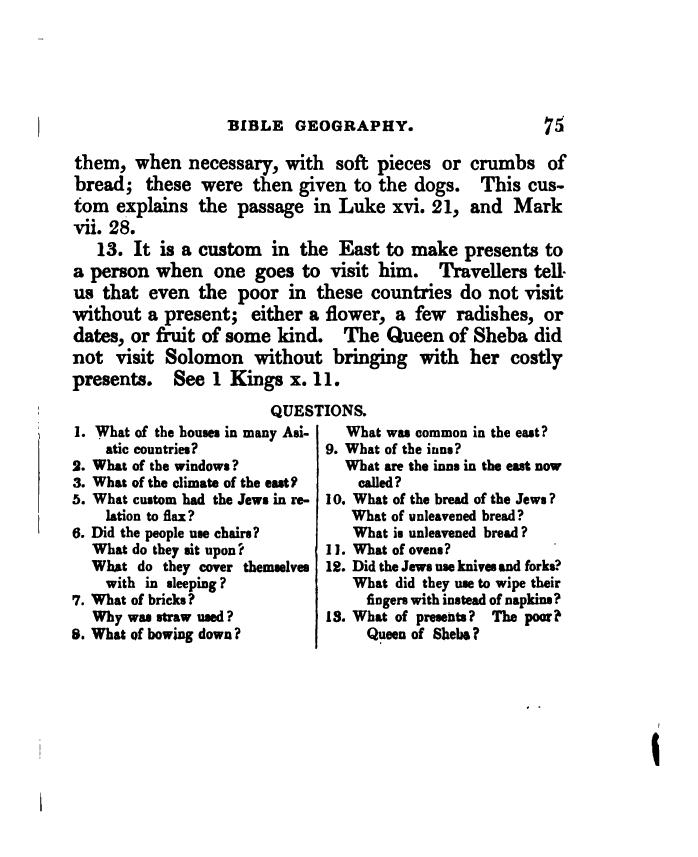 BIBLE GEOGRAPHY. 75
them, when necessary, with soft pieces or crumbs of
bread; these were then given to the dogs. This cus-
tom explains the passage in Luke xvi. 21, and Mark
vii. 28.
13. It is a custom in the East to make presents to
a person when one goes to visit him. Travellers tell
us that even the poor in these countries do not visit
without a present; either a flower, a few radishes, or
dates, or fruit of some kind. The Queen of Sheba did
not visit Solomon without bringing with her costly
presents. See 1 Kings x. 11.
QUESTIONS.
1. What of the houses in many Asi-
atic countries?
2. What of the windows?
3. What of the climate of the east?
5. What custom had the Jews in re-
lation to flax?
6. Did the people use chairs?
What do they sit upon?
What do they cover themselves
with in sleeping?
7. What of bricks?
Why was straw used?
8. What of bowing down?
What was common in the east?
9. What of the inns?
What are the inns in the east now
called?
10. What of the bread of the Jews?
What of unleavened bread?
What is unleavened bread?
11. What of ovens?
12. Did the Jews use knives and forks?
What did they use to wipe their
fingers with instead of napkins?
13. What of presents? The poor?
Queen of Sheba?